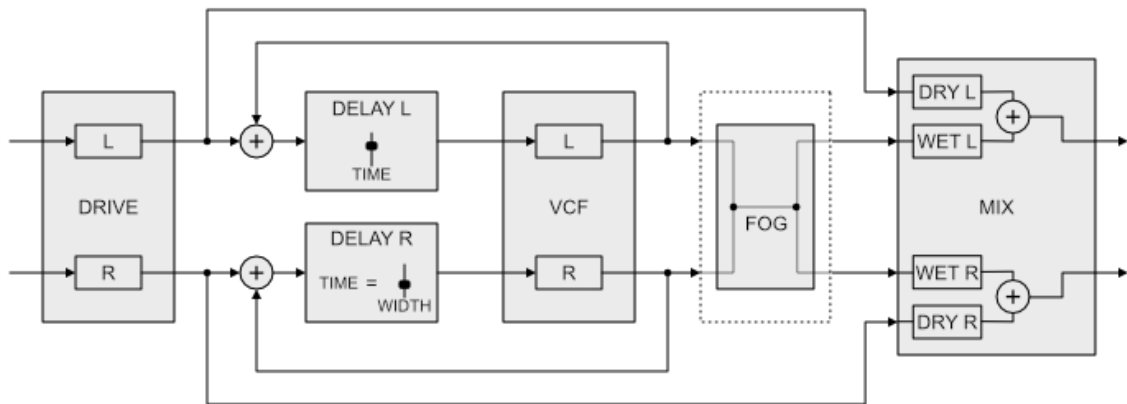 DELAY L
DRY L
L
L
WET L
TIME
DRIVE
VCF
FOG
MIX
DELAY R
R
TIME =
R
WET R
WIDTH
DRY R